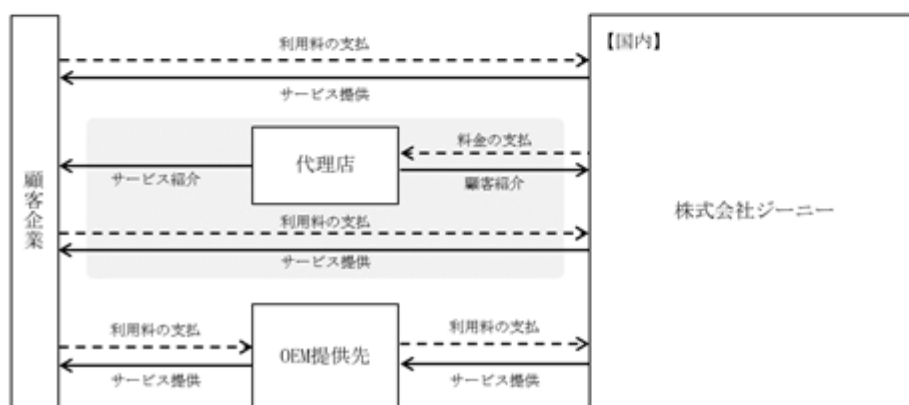 利用料の支払
【国内】
サービス提供
代理店
料金の支払
サービス紹介
顧客紹介
顧客企業
株式会社ジーニー
利用料の支払
サービス提供
利用料の支払
利用料の支払
OEM提供先
サービス提供
サービス提供